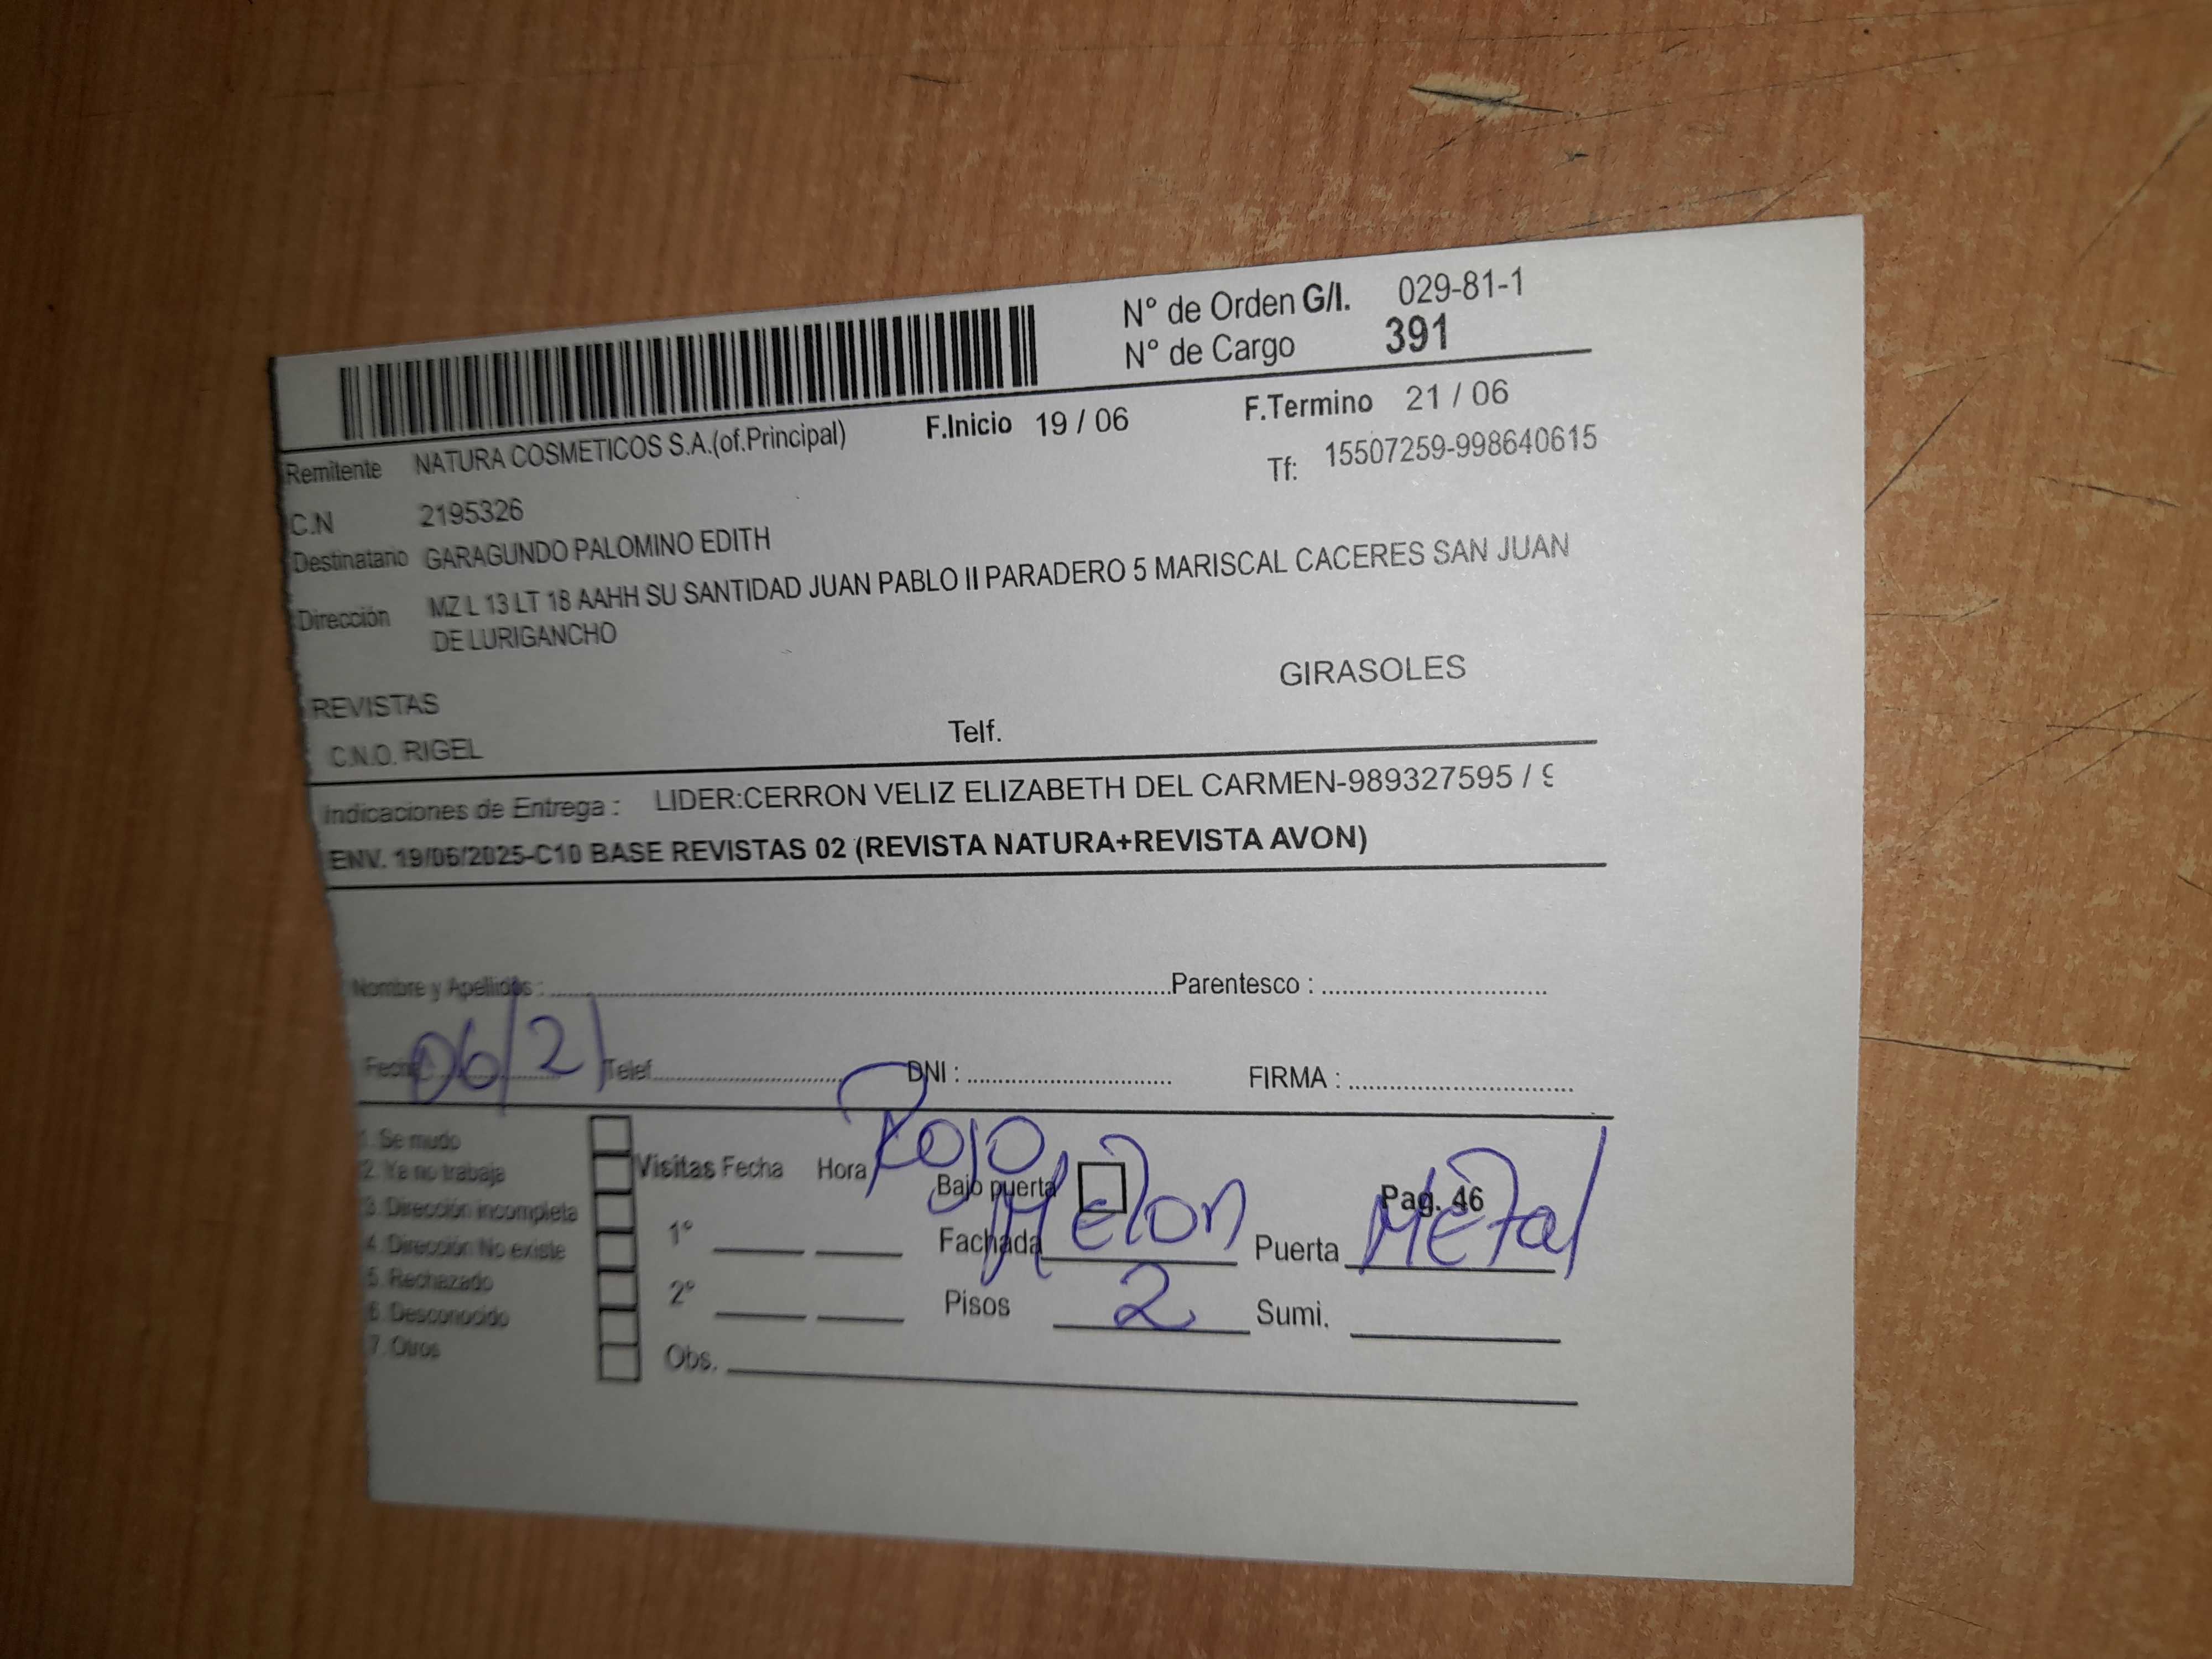 N° de Orden G/I. 029-81-1
N° de Cargo 391
F.Inicio 19 / 06 F.Termino 21 / 06
Remitente NATURA COSMETICOS S.A.(of.Principal)
Tf: 15507259-998640615
C.N 2195326
Destinatario GARAGUNDO PALOMINO EDITH
Dirección MZ L 13 LT 18 AAHH SU SANTIDAD JUAN PABLO II PARADERO 5 MARISCAL CACERES SAN JUAN
DE LURIGANCHO
GIRASOLES
REVISTAS
C.N.O. RIGEL Telf.
Indicaciones de Entrega : LIDER:CERRON VELIZ ELIZABETH DEL CARMEN-989327595 / 9
ENV. 19/06/2025-C10 BASE REVISTAS 02 (REVISTA NATURA+REVISTA AVON)
Nombre y Apellidos : Parentesco :
Fecha 06/21 Telef. DNI : FIRMA :
1. Se mudo
2. Ya no trabaja
3. Dirección incompleta
4. Dirección No existe
5. Rechazado
6. Desconocido
7. Otros
Visitas Fecha Hora Rojo
Bajo puerta Pag. 46
1° Fachada Melon Puerta Metal
2° Pisos 2 Sumi.
Obs.